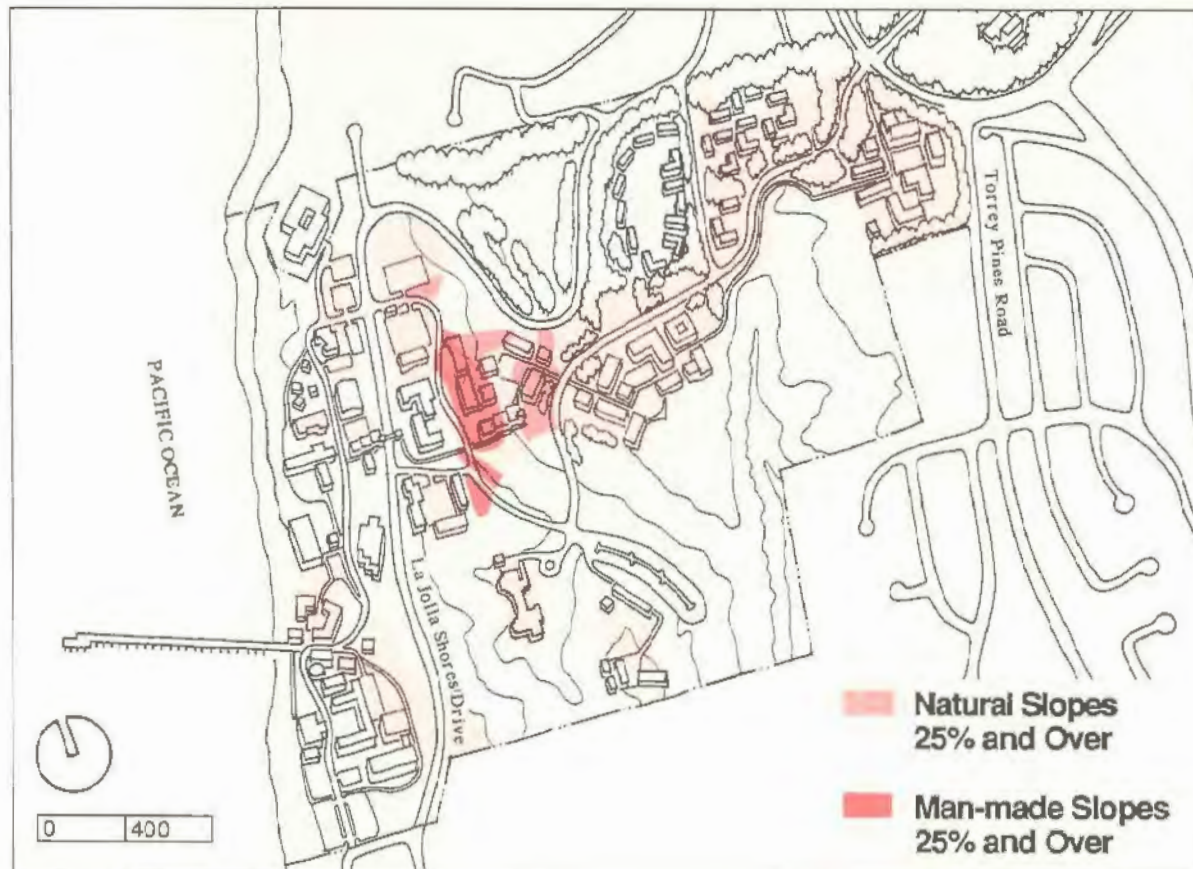 Torrey Pines Road
PACIFIC OCEAN
La Jolla Shores Drive
Natural Slopes
25% and Over
Man-made Slopes
25% and Over
0 400